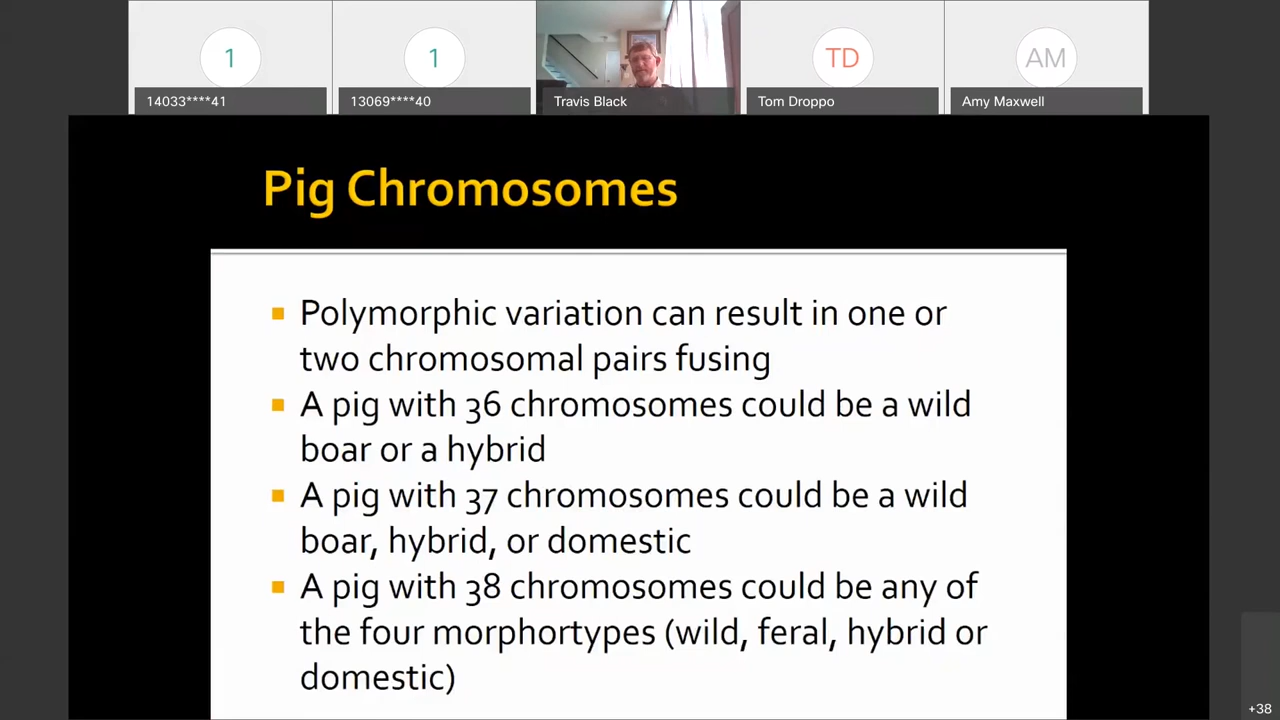 1
1
TD
AM
14033****41
13069****40
Travis Black
Tom Droppo
Amy Maxwell
Pig Chromosomes
Polymorphic variation can result in one or
two chromosomal pairs fusing
A pig with 36 chromosomes could be a wild
boar or a hybrid
A pig with 37 chromosomes could be a wild
boar, hybrid, or domestic
A pig with 38 chromosomes could be any of
the four morphortypes (wild, feral, hybrid or
domestic)
+38